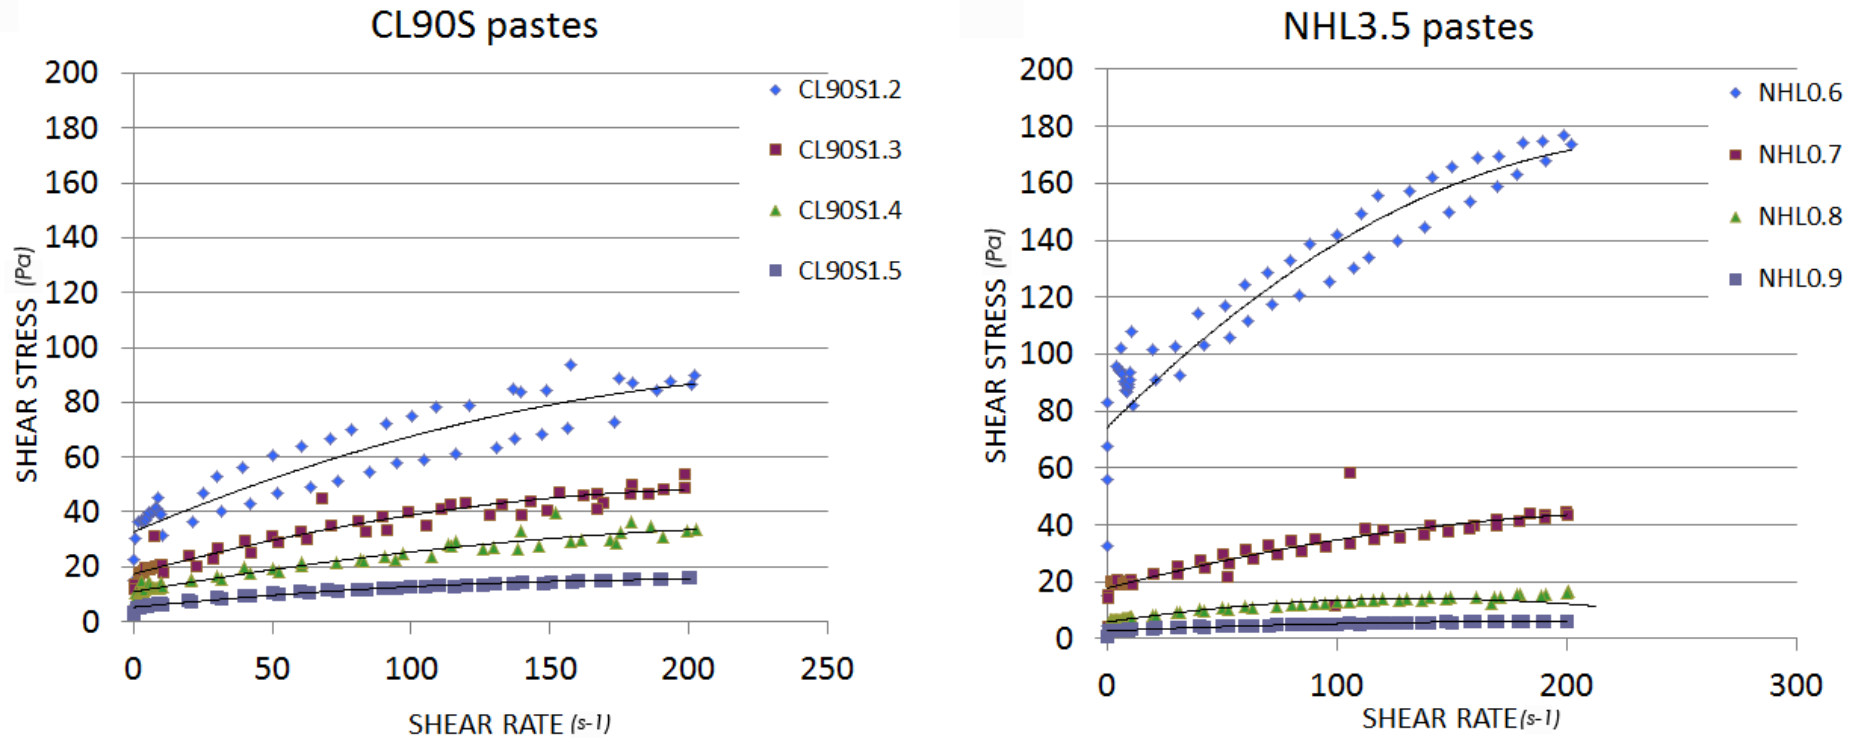 CL90S pastes
200
180
160
140
120
100
80
60
40
20
0
SHEAR STRESS (Pa)
0 50 100 150 200 250
SHEAR RATE (s-1)
CL90S1.2
CL90S1.3
CL90S1.4
CL90S1.5
NHL3.5 pastes
200
180
160
140
120
100
80
60
40
20
0
SHEAR STRESS (Pa)
0 100 200 300
SHEAR RATE(s-1)
NHL0.6
NHL0.7
NHL0.8
NHL0.9